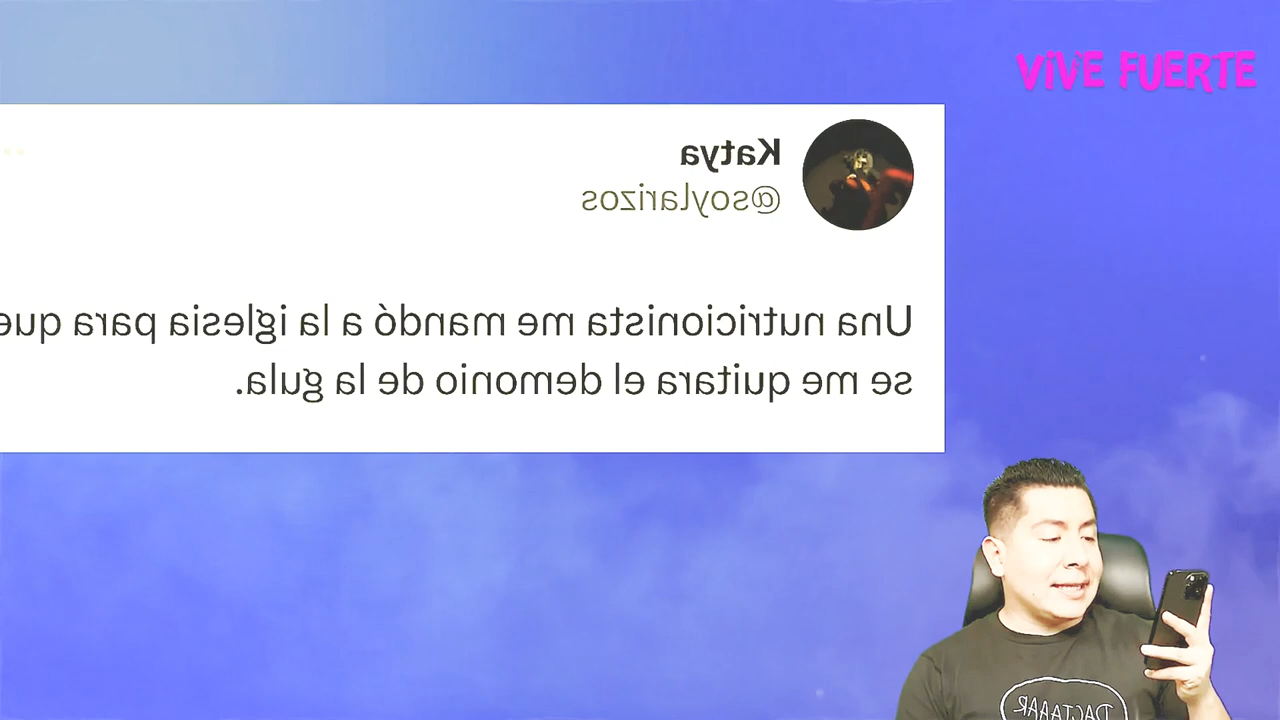 VIVE FUERTE
Katya
@soylarizos
Una nutricionista me mandó a la iglesia para que
se me quitara el demonio de la gula.